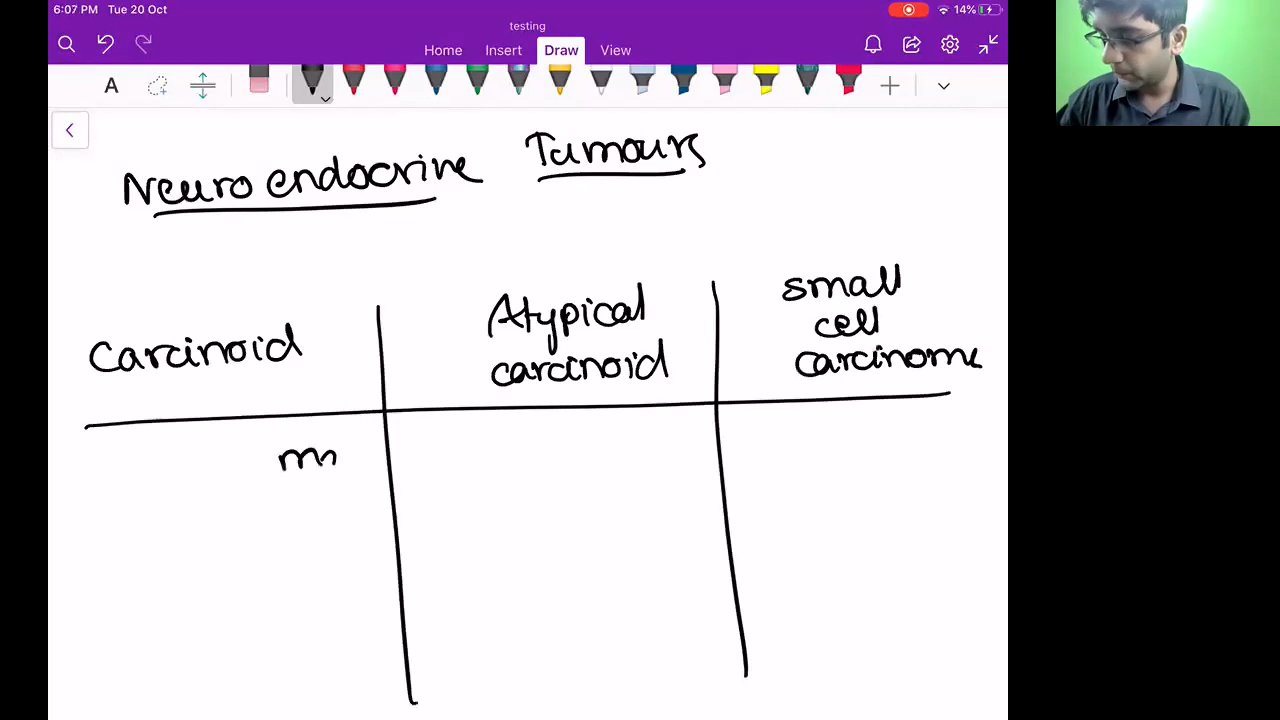 6:07 PM Tue 20 Oct
14%
testing
Home Insert Draw View
A
Neuro endocrine Tumours
Carcinoid
Atypical
carcinoid
small
cell
carcinoma